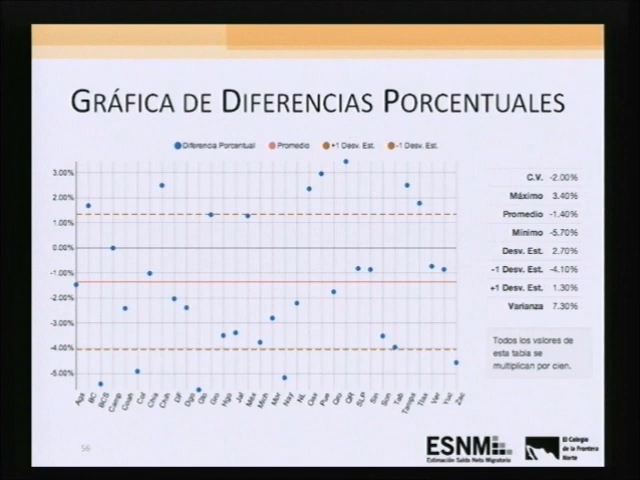 GRÁFICA DE DIFERENCIAS PORCENTUALES
Diferencia Porcentual Promedio +1 Desv. Est. -1 Desv. Est.
3.00%
2.00%
1.00%
0.00%
-1.00%
-2.00%
-3.00%
-4.00%
-5.00%
Ags BC BCS Camp Coah Col Chis Chih DF Dgo Gto Gro Hgo Jal Méx Mich Mor Nay NL Oax Pue Qro QR SLP Sin Son Tab Tamps Tlax Ver Yuc Zac
C.V. -2.00%
Máximo 3.40%
Promedio -1.40%
Mínimo -5.70%
Desv. Est. 2.70%
-1 Desv. Est. -4.10%
+1 Desv. Est. 1.30%
Varianza 7.30%
Todos los valores de
esta tabla se
multiplican por cien.
56
ESNM
Estimación Saldo Neto Migratorio
El Colegio
de la Frontera
Norte